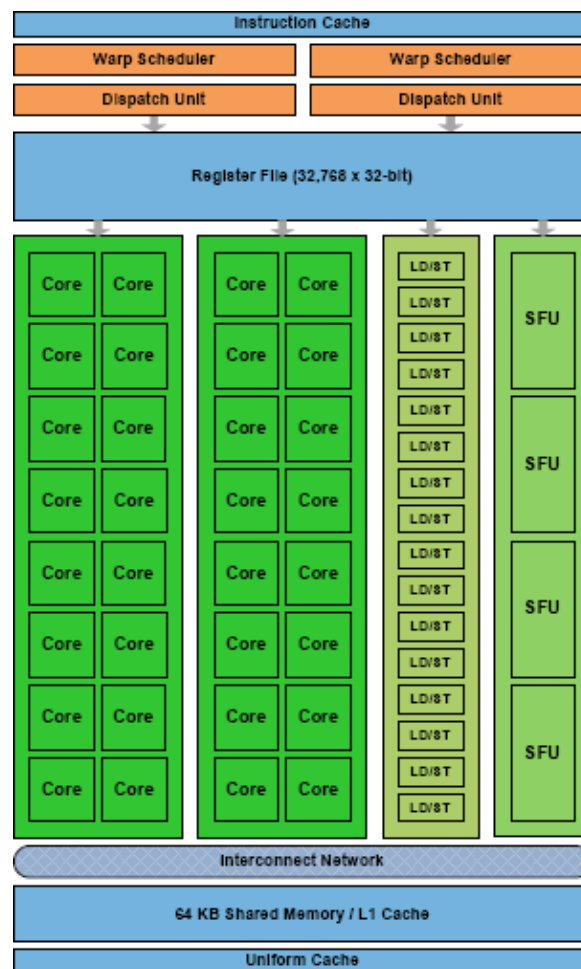 Instruction Cache
Warp Scheduler Warp Scheduler
Dispatch Unit Dispatch Unit
Register File (32,768 x 32-bit)
LD/ST
Core Core Core Core SFU
LD/ST
LD/ST
Core Core Core Core
LD/ST
LD/ST
Core Core Core Core SFU
LD/ST
LD/ST
Core Core Core Core
LD/ST
LD/ST
Core Core Core Core SFU
LD/ST
LD/ST
Core Core Core Core
LD/ST
LD/ST
Core Core Core Core SFU
LD/ST
LD/ST
Core Core Core Core
LD/ST
Interconnect Network
64 KB Shared Memory / L1 Cache
Uniform Cache